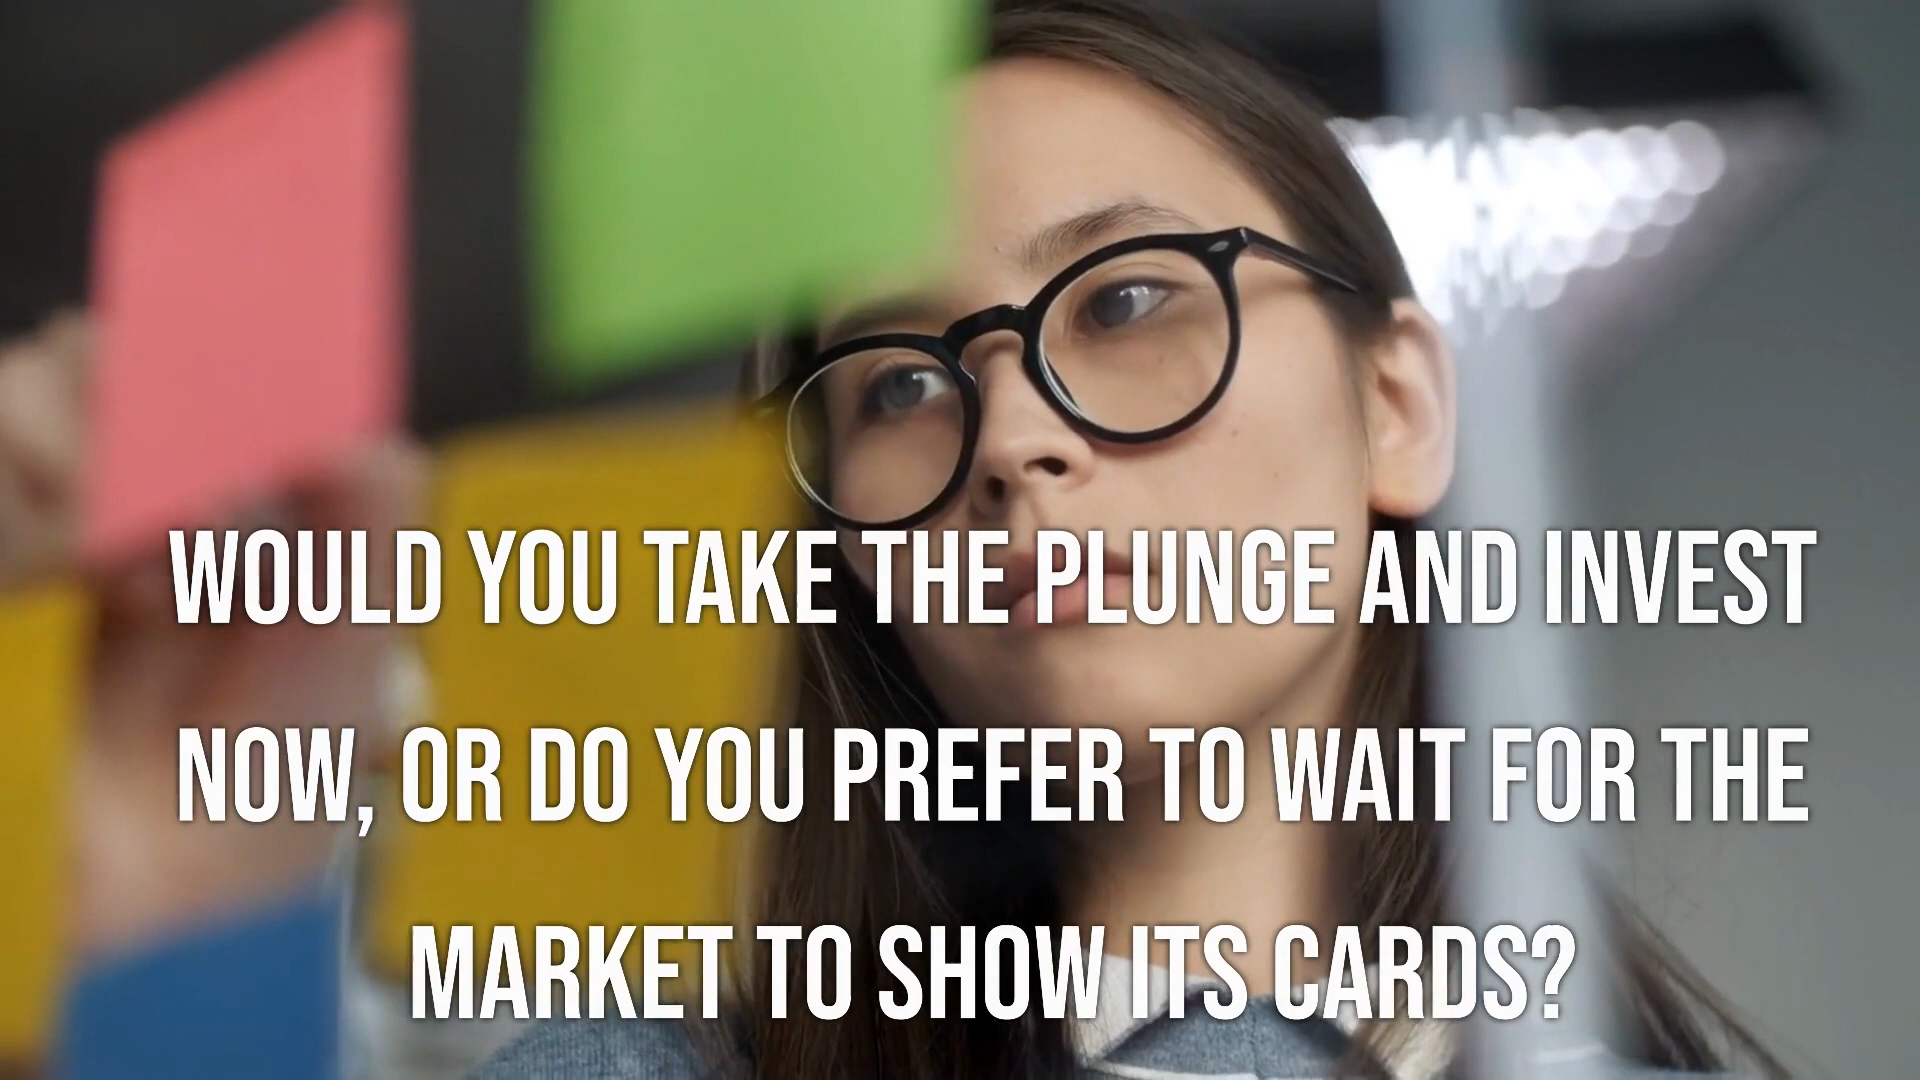 WOULD YOU TAKE THE PLUNGE AND INVEST
NOW, OR DO YOU PREFER TO WAIT FOR THE
MARKET TO SHOW ITS CARDS?